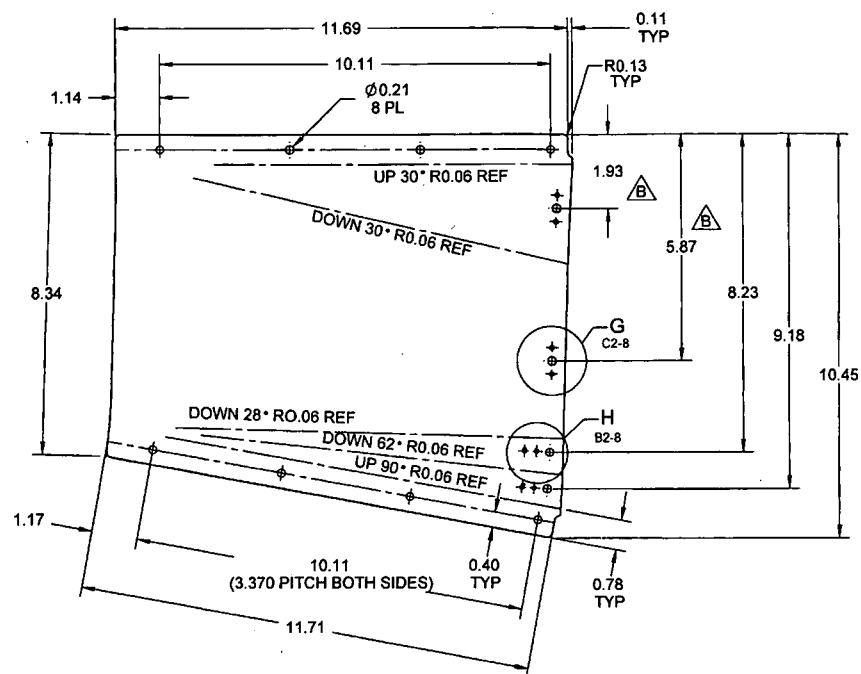 11.69
0.11
TYP
10.11
R0.13
TYP
Ø0.21
8 PL
1.14
UP 30° R0.06 REF
1.93
B
B
DOWN 30° R0.06 REF
5.87
8.34
8.23
G
C2-8
9.18
10.45
DOWN 28° RO.06 REF
H
B2-8
DOWN 62° R0.06 REF
UP 90° R0.06 REF
1.17
10.11
(3.370 PITCH BOTH SIDES)
0.40
TYP
0.78
TYP
11.71